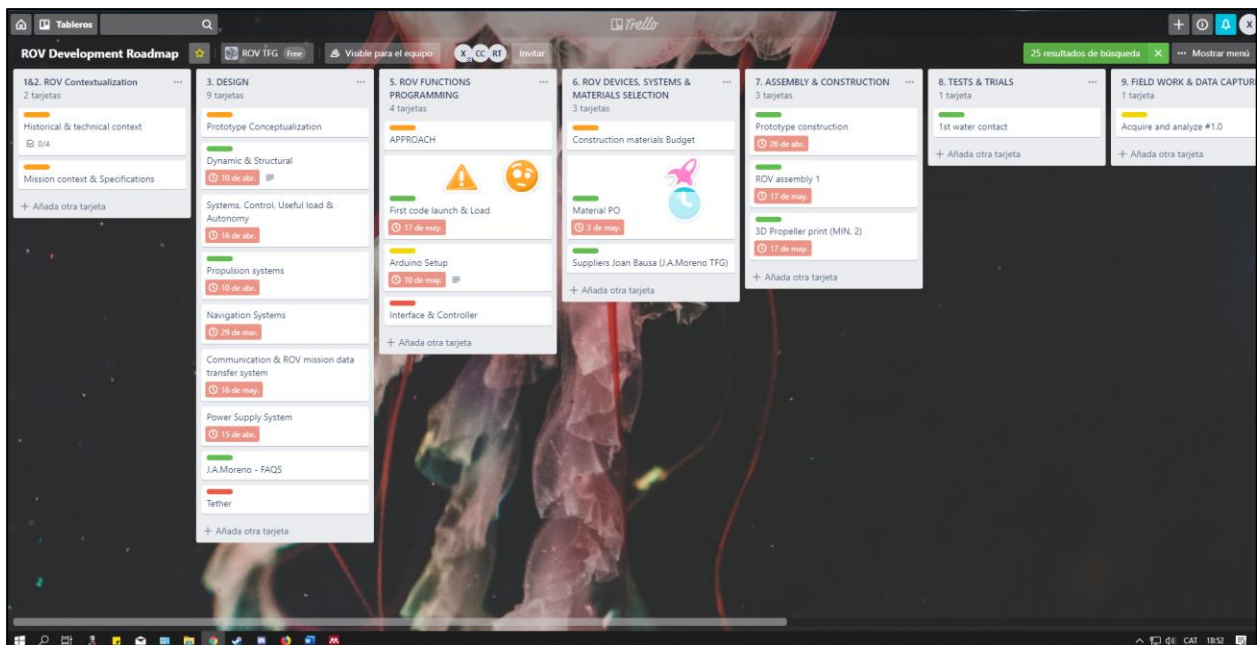 Tableros
Trello
ROV Development Roadmap
ROV TFG Free
Visible para el equipo
X CC RT
Invitar
25 resultados de búsqueda
Mostrar menú
1&2. ROV Contextualization
2 tarjetas
Historical & technical context
0/4
Mission context & Specifications
+ Añada otra tarjeta
3. DESIGN
9 tarjetas
Prototype Conceptualization
Dynamic & Structural
10 de abr.
Systems, Control, Useful load &
Autonomy
16 de abr.
Propulsion systems
10 de abr.
Navigation Systems
29 de mar.
Communication & ROV mission data
transfer system
16 de may.
Power Supply System
15 de abr.
J.A.Moreno - FAQS
Tether
+ Añada otra tarjeta
5. ROV FUNCTIONS
PROGRAMMING
4 tarjetas
APPROACH
First code launch & Load
17 de may.
Arduino Setup
10 de may.
Interface & Controller
+ Añada otra tarjeta
6. ROV DEVICES, SYSTEMS &
MATERIALS SELECTION
3 tarjetas
Construction materials Budget
Material PO
3 de may.
Suppliers Joan Bausa (J.A.Moreno TFG)
+ Añada otra tarjeta
7. ASSEMBLY & CONSTRUCTION
3 tarjetas
Prototype construction
26 de abr.
ROV assembly 1
17 de may.
3D Propeller print (MIN. 2)
17 de may.
+ Añada otra tarjeta
8. TESTS & TRIALS
1 tarjeta
1st water contact
+ Añada otra tarjeta
9. FIELD WORK & DATA CAPTUR
1 tarjeta
Acquire and analyze #1.0
+ Añada otra tarjeta
CAT 18:52